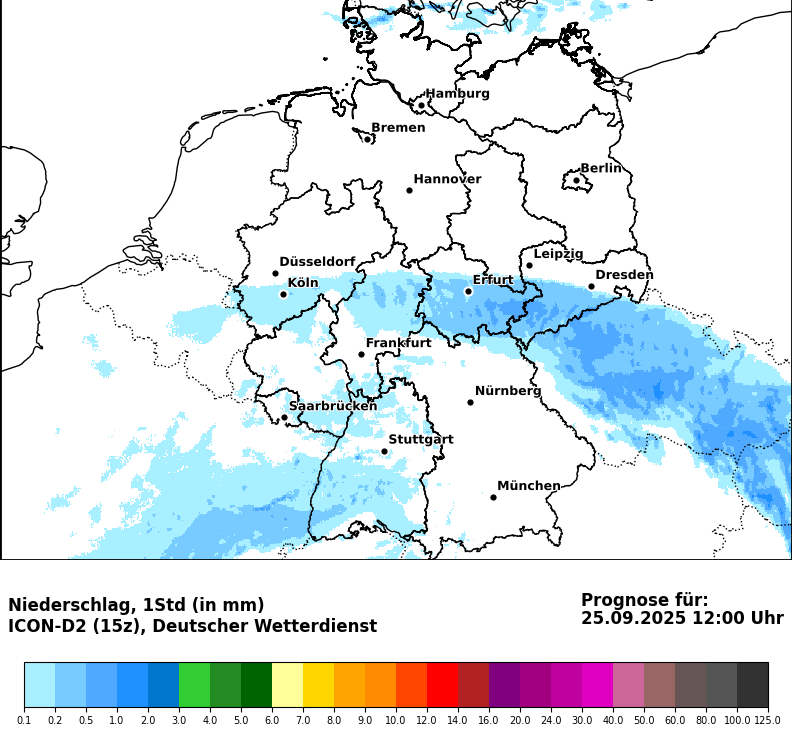 Hamburg
Bremen
Berlin
Hannover
Leipzig
Düsseldorf
Dresden
Köln
Erfurt
Frankfurt
Nürnberg
Saarbrücken
Stuttgart
München
Niederschlag, 1Std (in mm)
ICON-D2 (15z), Deutscher Wetterdienst
Prognose für:
25.09.2025 12:00 Uhr
0.1 0.2 0.5 1.0 2.0 3.0 4.0 5.0 6.0 7.0 8.0 9.0 10.0 12.0 14.0 16.0 20.0 24.0 30.0 40.0 50.0 60.0 80.0 100.0 125.0